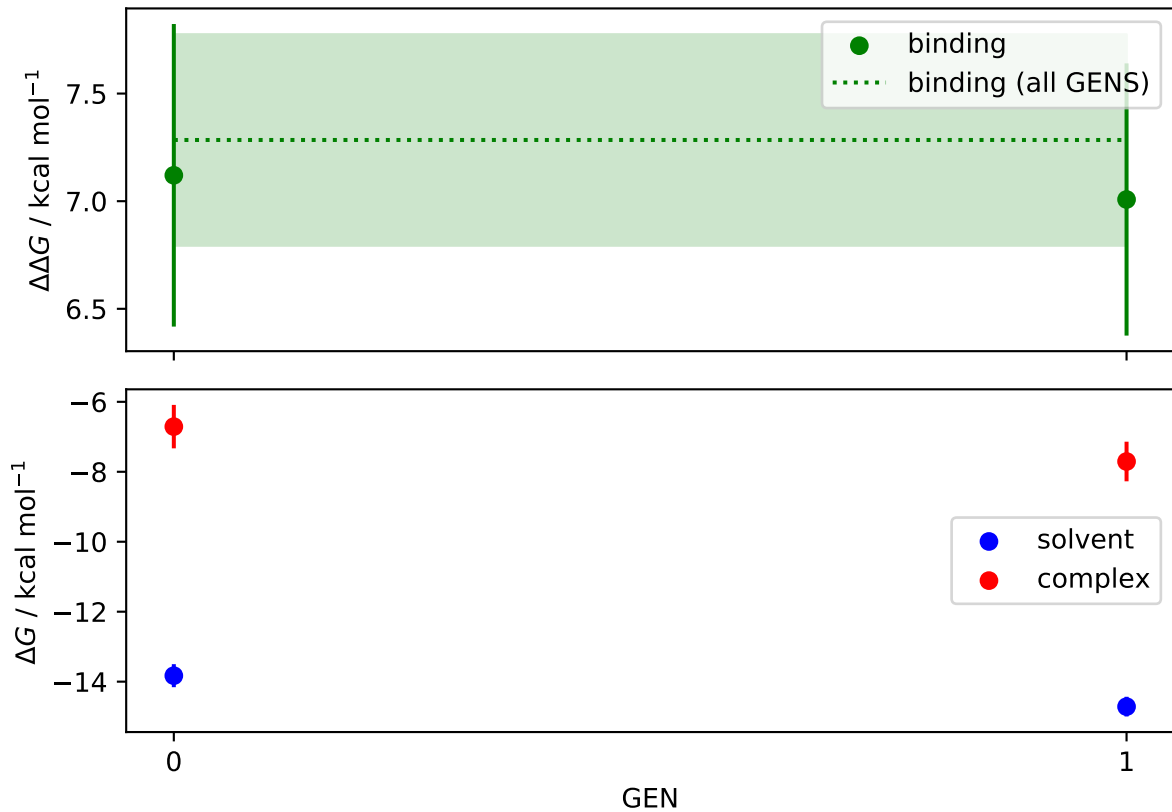 binding
binding (all GENS)
ΔΔG / kcal mol⁻¹
7.5
7.0
6.5
ΔG / kcal mol⁻¹
−6
−8
−10
−12
−14
solvent
complex
0
1
GEN